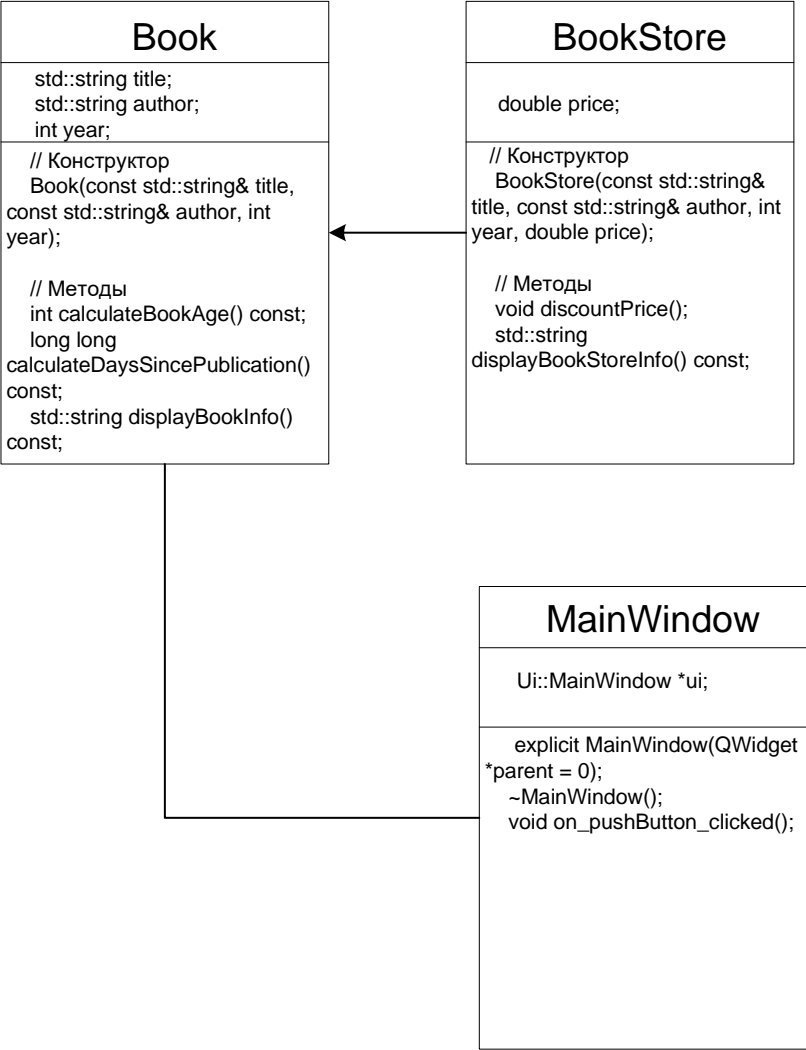 Book
std::string title;
std::string author;
int year;
// Конструктор
Book(const std::string& title,
const std::string& author, int
year);
// Методы
int calculateBookAge() const;
long long
calculateDaysSincePublication()
const;
std::string displayBookInfo()
const;
BookStore
double price;
// Конструктор
BookStore(const std::string&
title, const std::string& author, int
year, double price);
// Методы
void discountPrice();
std::string
displayBookStoreInfo() const;
MainWindow
Ui::MainWindow *ui;
explicit MainWindow(QWidget
*parent = 0);
~MainWindow();
void on_pushButton_clicked();